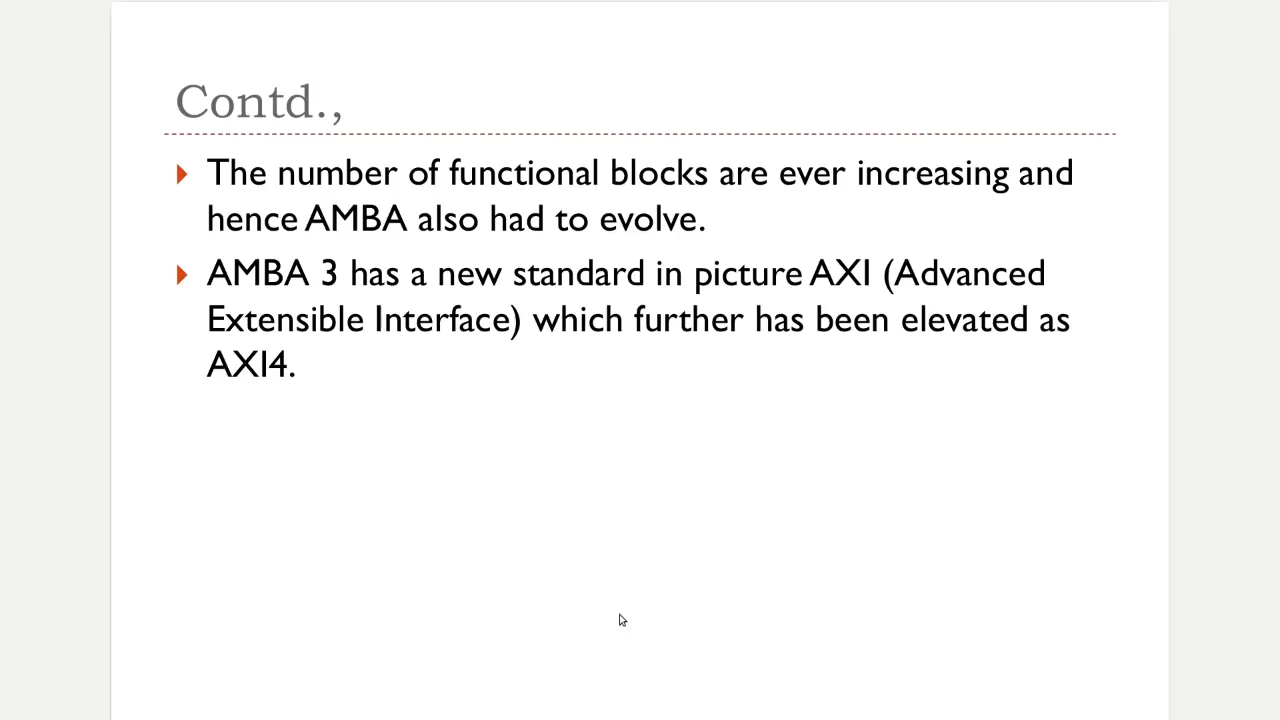 Contd.,
The number of functional blocks are ever increasing and
hence AMBA also had to evolve.
AMBA 3 has a new standard in picture AXI (Advanced
Extensible Interface) which further has been elevated as
AXI4.